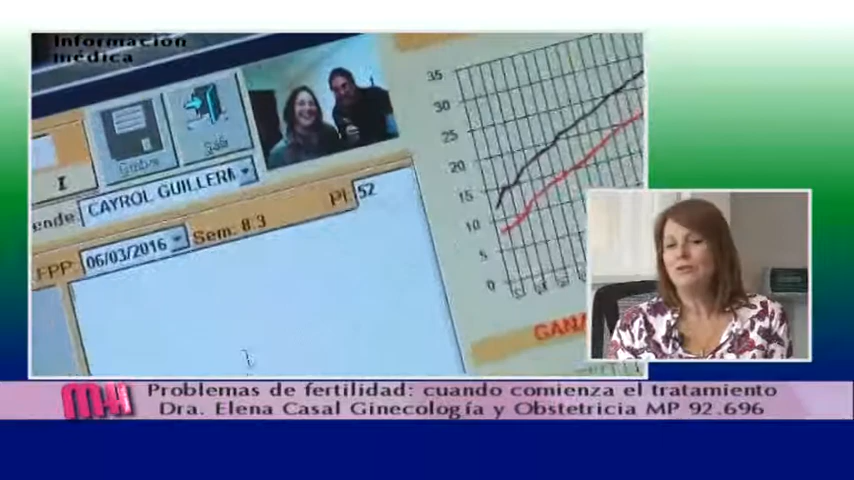 Información
médica
35
30
25
20
15
10
5
0
Grabar
Salir
I
ende:
CAYROL GUILLERM
PI:
52
FPP:
06/03/2016
Sem: 8.3
GANA
M+H
Problemas de fertilidad: cuando comienza el tratamiento
Dra. Elena Casal Ginecología y Obstetricia MP 92.696